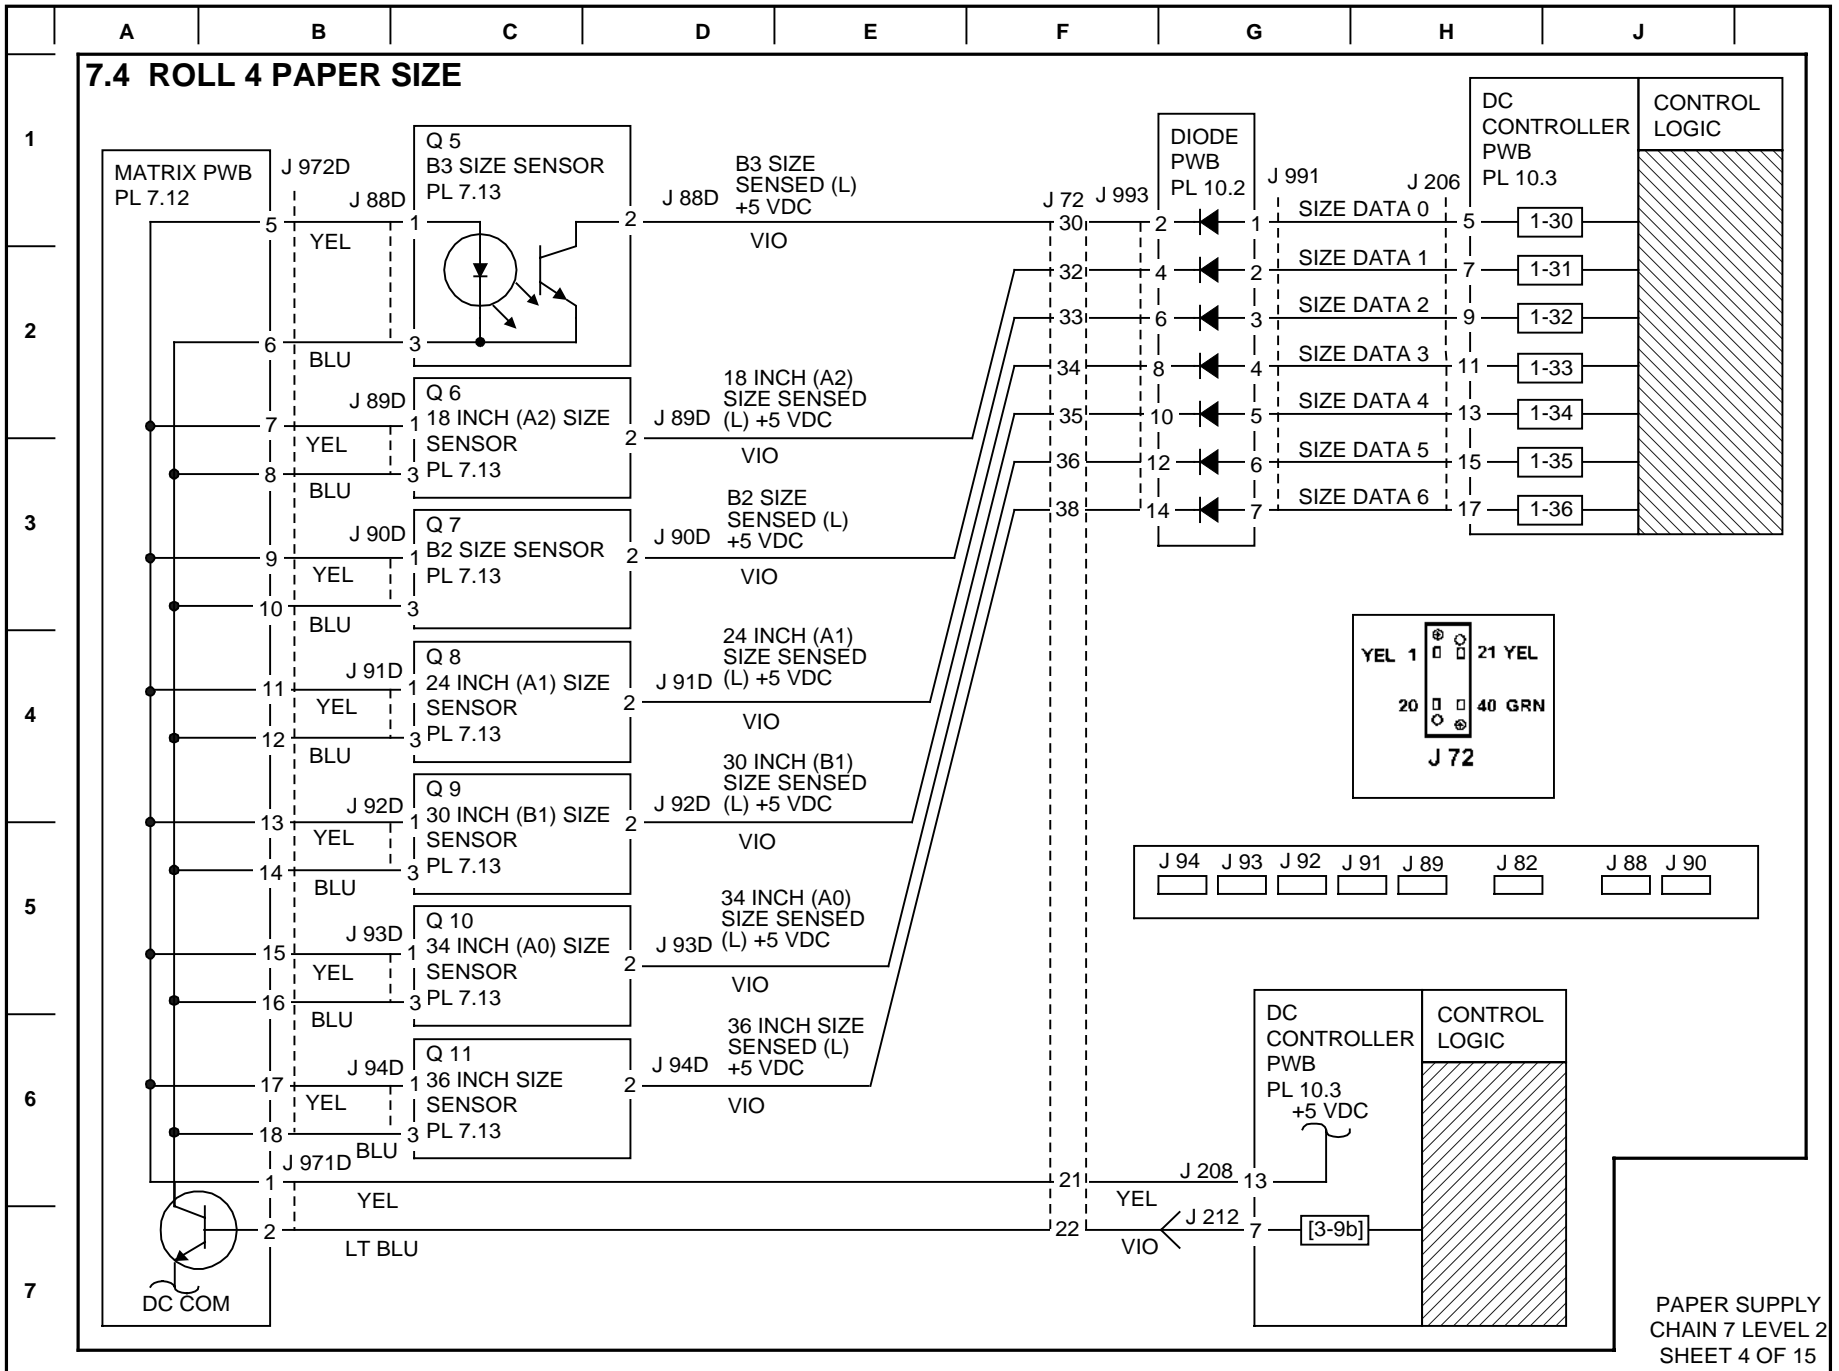 A B C D E F G H J
7.4 ROLL 4 PAPER SIZE
1
2
3
4
5
6
7
MATRIX PWB
PL 7.12
J 972D
5
YEL
J 88D
1
6
BLU
3
Q 5
B3 SIZE SENSOR
PL 7.13
2
J 88D
B3 SIZE
SENSED (L)
+5 VDC
VIO
J 89D
7
YEL
1
8
BLU
3
Q 6
18 INCH (A2) SIZE
SENSOR
PL 7.13
2
J 89D
18 INCH (A2)
SIZE SENSED
(L) +5 VDC
VIO
J 90D
9
YEL
1
10
BLU
3
Q 7
B2 SIZE SENSOR
PL 7.13
2
J 90D
B2 SIZE
SENSED (L)
+5 VDC
VIO
J 91D
11
YEL
1
12
BLU
3
Q 8
24 INCH (A1) SIZE
SENSOR
PL 7.13
2
J 91D
24 INCH (A1)
SIZE SENSED
(L) +5 VDC
VIO
J 92D
13
YEL
1
14
BLU
3
Q 9
30 INCH (B1) SIZE
SENSOR
PL 7.13
2
J 92D
30 INCH (B1)
SIZE SENSED
(L) +5 VDC
VIO
J 93D
15
YEL
1
16
BLU
3
Q 10
34 INCH (A0) SIZE
SENSOR
PL 7.13
2
J 93D
34 INCH (A0)
SIZE SENSED
(L) +5 VDC
VIO
J 94D
17
YEL
1
18
BLU
3
Q 11
36 INCH SIZE
SENSOR
PL 7.13
2
J 94D
36 INCH SIZE
SENSED (L)
+5 VDC
VIO
J 971D
1
YEL
2
LT BLU
DC COM
J 72 J 993
DIODE
PWB
PL 10.2
J 991
J 206
DC
CONTROLLER
PWB
PL 10.3
CONTROL
LOGIC
30 2 1 SIZE DATA 0 5 1-30
32 4 2 SIZE DATA 1 7 1-31
33 6 3 SIZE DATA 2 9 1-32
34 8 4 SIZE DATA 3 11 1-33
35 10 5 SIZE DATA 4 13 1-34
36 12 6 SIZE DATA 5 15 1-35
38 14 7 SIZE DATA 6 17 1-36
YEL 1 21 YEL
20 40 GRN
J 72
J 94 J 93 J 92 J 91 J 89 J 82 J 88 J 90
DC
CONTROLLER
PWB
PL 10.3
+5 VDC
CONTROL
LOGIC
21 YEL J 208 13
22 VIO J 212 7 [3-9b]
PAPER SUPPLY
CHAIN 7 LEVEL 2
SHEET 4 OF 15